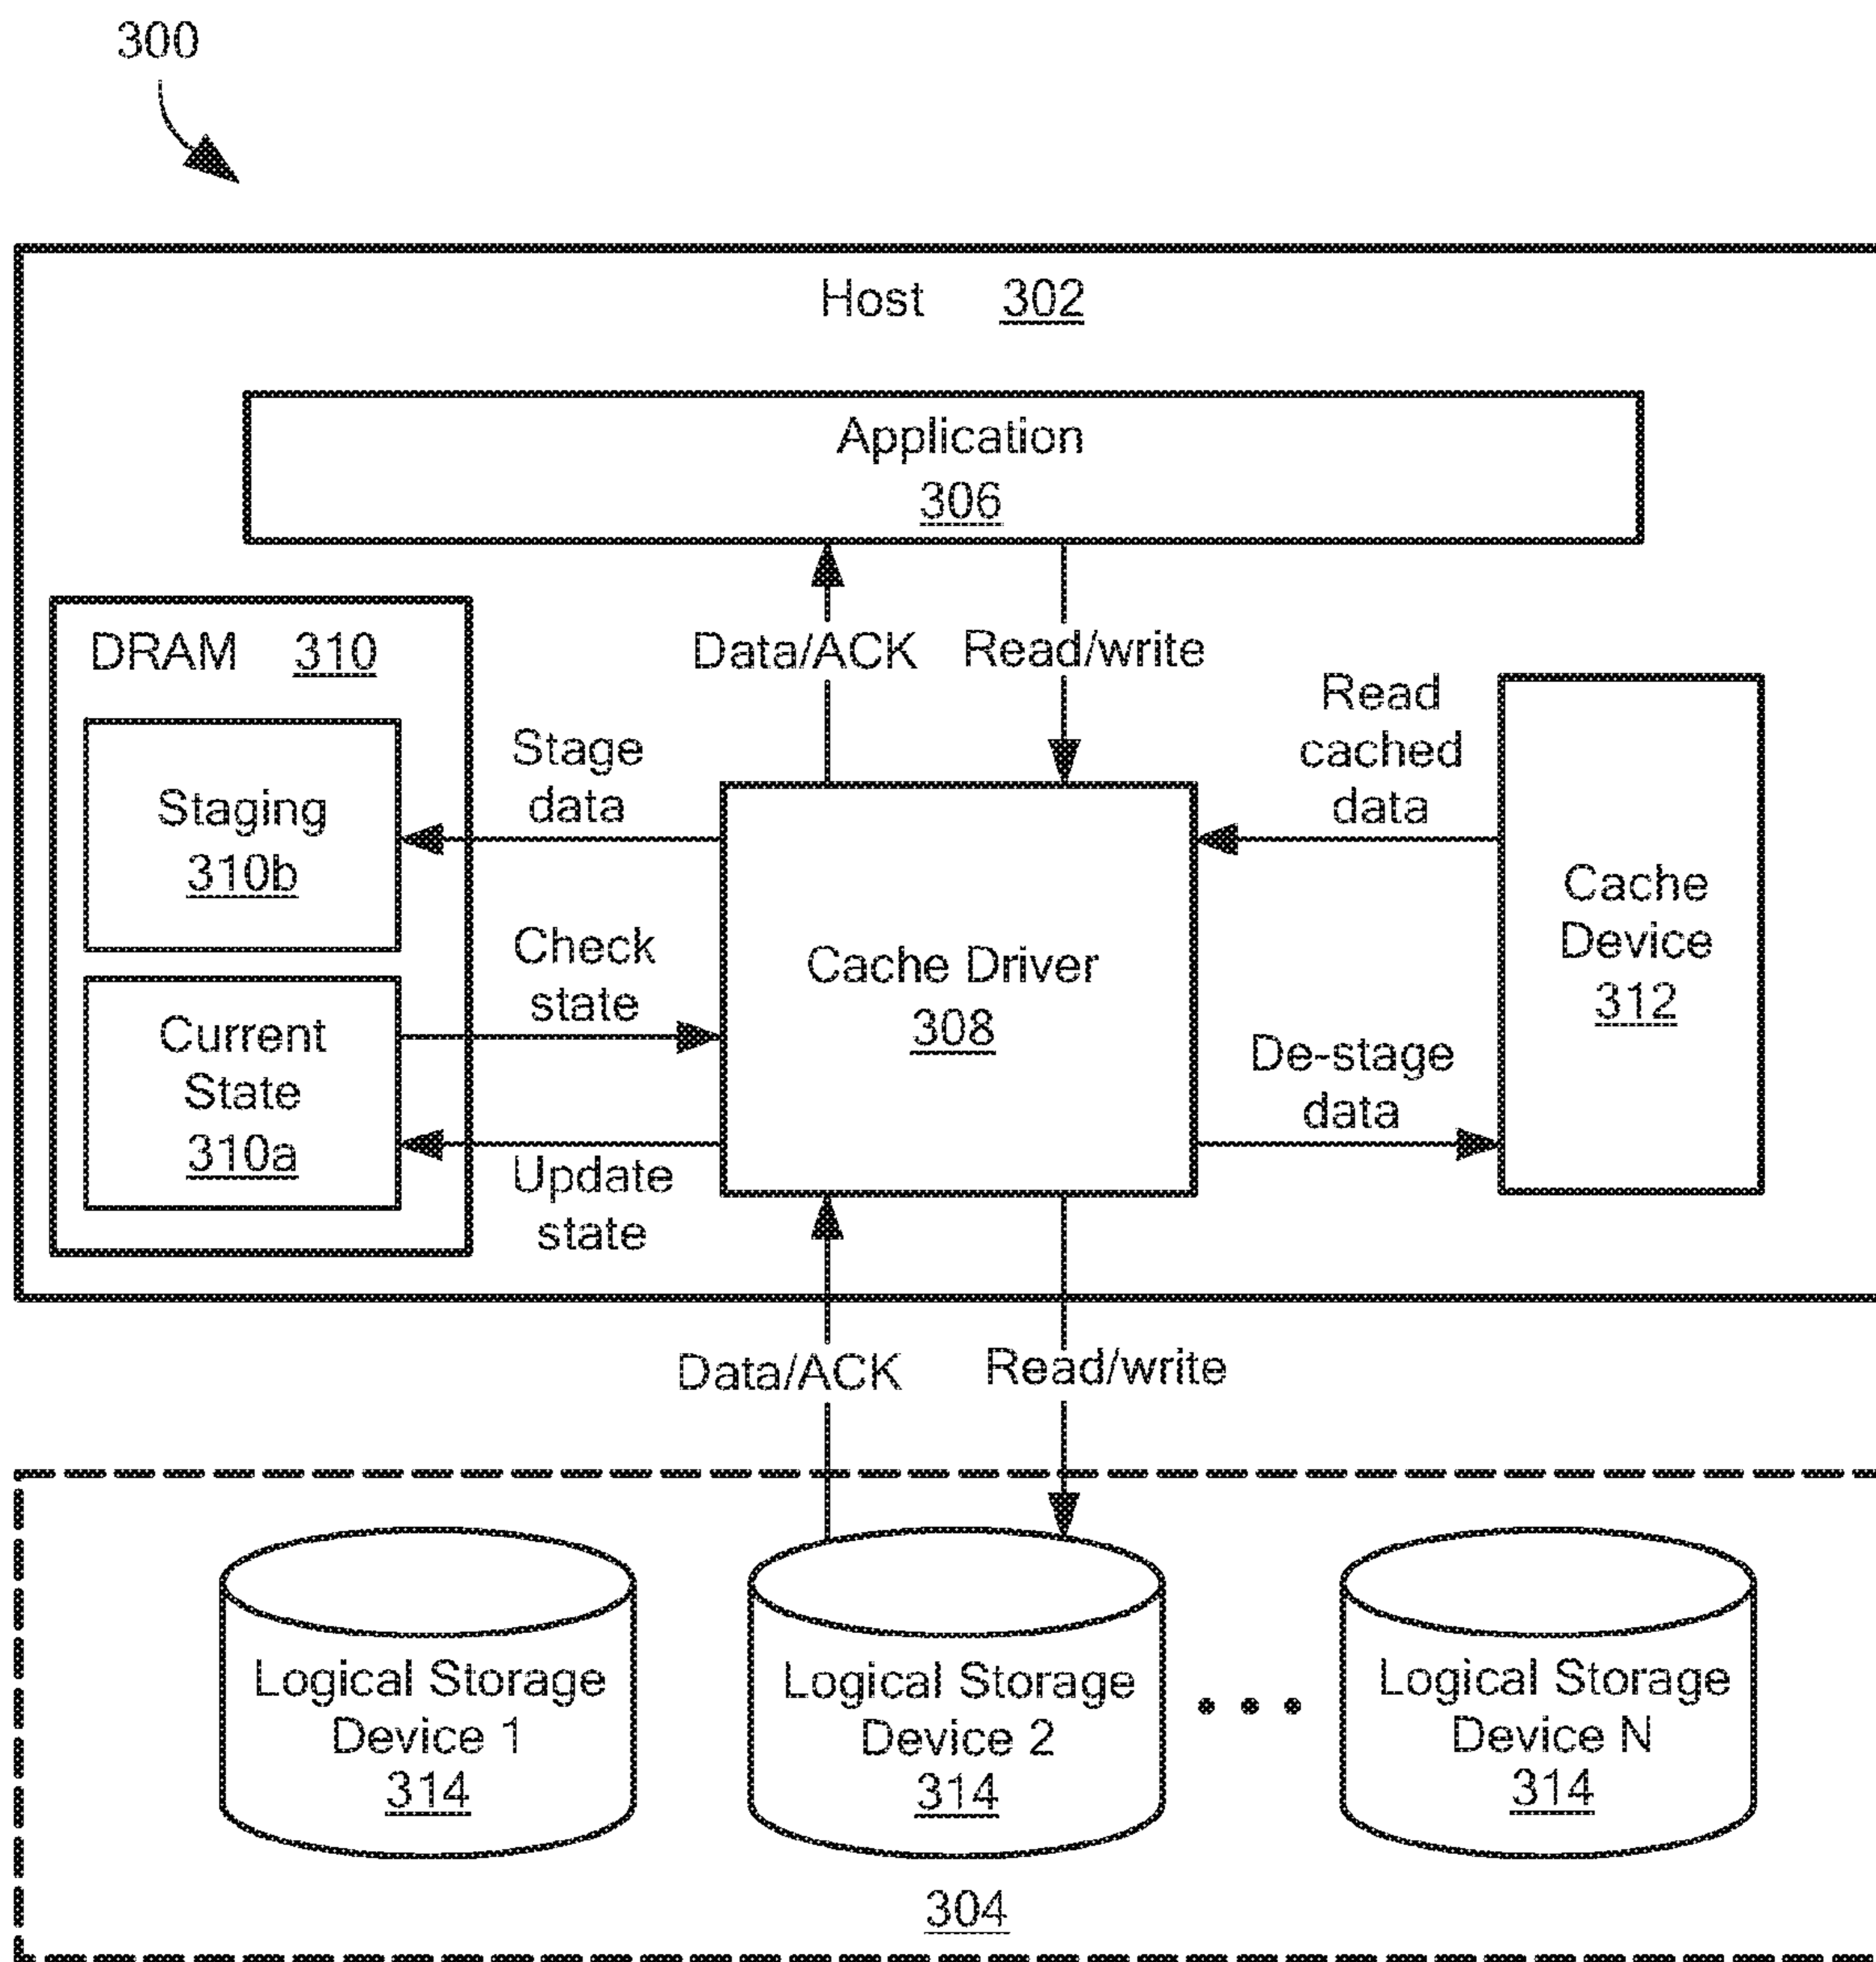 300
Host 302
Application
306
DRAM 310
Data/ACK
Read/write
Staging
310b
Stage
data
Read
cached
data
Current
State
310a
Check
state
Update
state
Cache Driver
308
De-stage
data
Cache
Device
312
Data/ACK
Read/write
Logical Storage
Device 1
314
Logical Storage
Device 2
314
Logical Storage
Device N
314
304